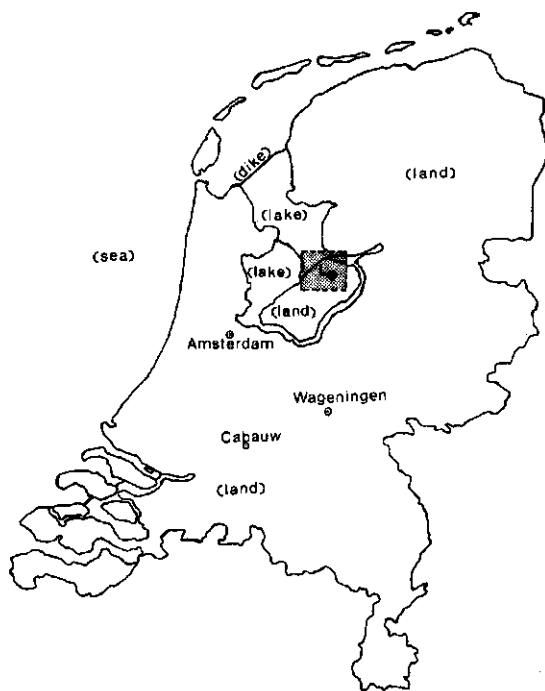 (dike)
(land)
(lake)
(sea)
(lake)
(land)
Amsterdam
Wageningen
Cabauw
(land)